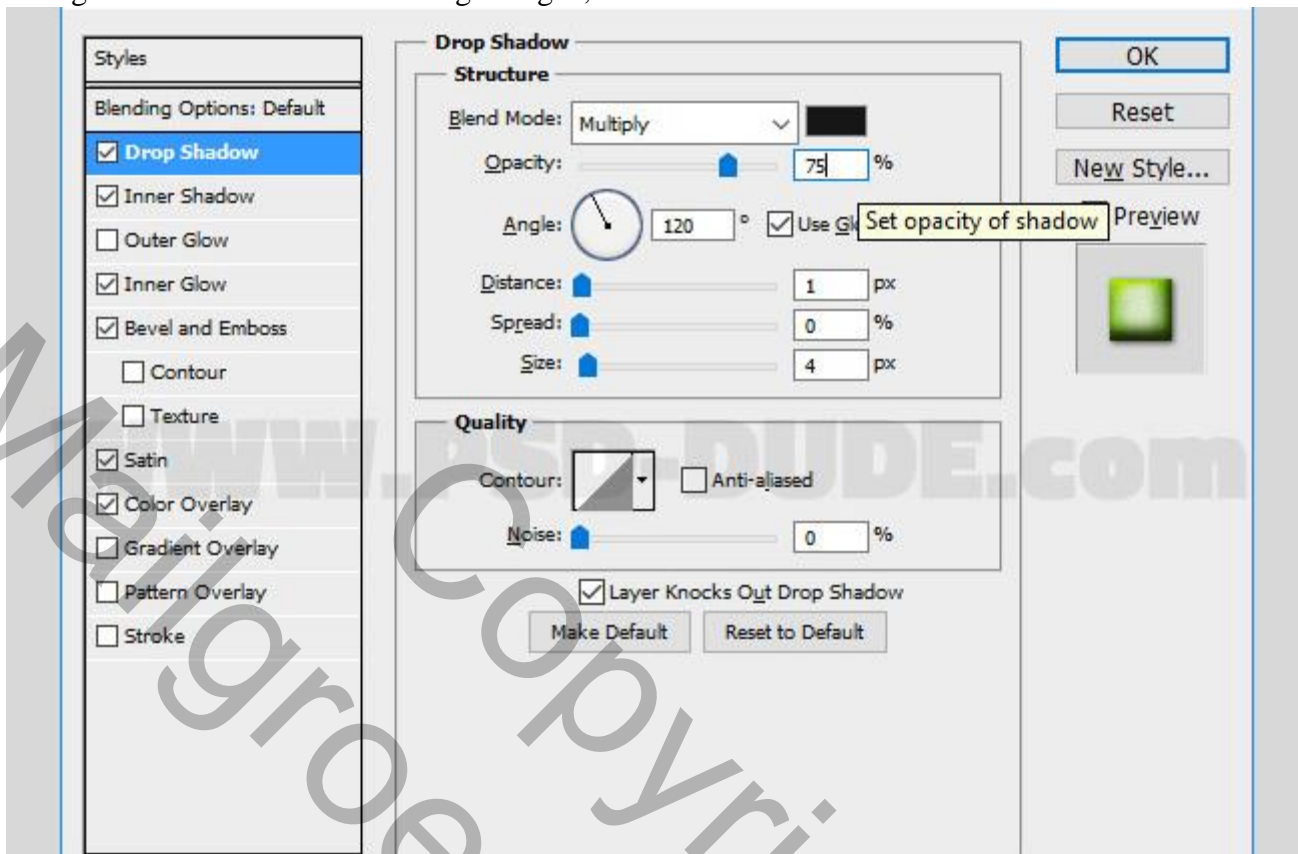 Styles
Blending Options: Default
Drop Shadow
Inner Shadow
Outer Glow
Inner Glow
Bevel and Emboss
Contour
Texture
Satin
Color Overlay
Gradient Overlay
Pattern Overlay
Stroke
Drop Shadow
Structure
Blend Mode: Multiply
Opacity: 75 %
Angle: 120 ° Use
Set opacity of shadow
Distance: 1 px
Spread: 0 %
Size: 4 px
Quality
Contour: Anti-aliased
Noise: 0 %
Layer Knocks Out Drop Shadow
Make Default Reset to Default
OK
Reset
New Style...
Preview
WWW.PSD-DUDE.com